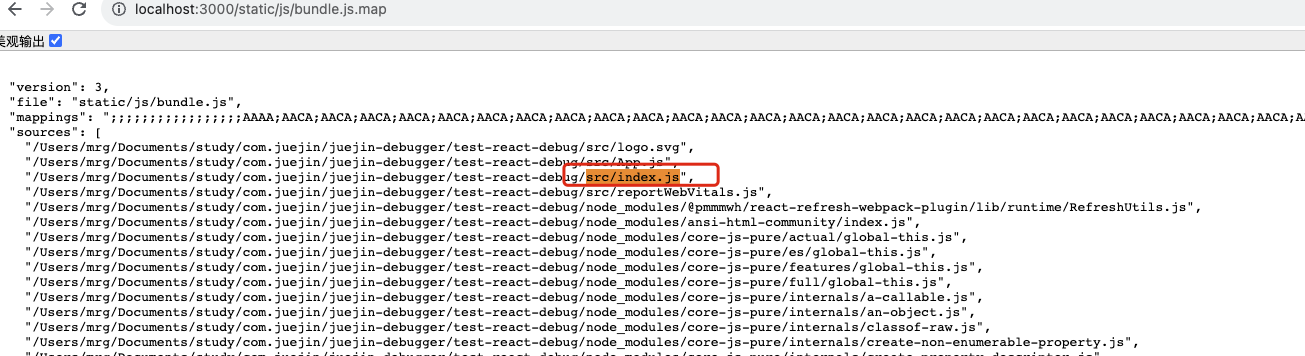 localhost:3000/static/js/bundle.js.map
美观输出
"version": 3,
"file": "static/js/bundle.js",
"mappings": ";;;;;;;;;;;;;;;;;AAAA;AACA;AACA;AACA;AACA;AACA;AACA;AACA;AACA;AACA;AACA;AACA;AACA;AACA;AACA;AACA;AACA;AACA;AACA;AACA;AACA;AACA;AACA;AACA;AACA;AACA;AA
"sources": [
"/Users/mrg/Documents/study/com.juejin/juejin-debugger/test-react-debug/src/logo.svg",
"/Users/mrg/Documents/study/com.juejin/juejin-debugger/test-react-debug/src/App.js",
"/Users/mrg/Documents/study/com.juejin/juejin-debugger/test-react-debug/src/index.js",
"/Users/mrg/Documents/study/com.juejin/juejin-debugger/test-react-debug/src/reportWebVitals.js",
"/Users/mrg/Documents/study/com.juejin/juejin-debugger/test-react-debug/node_modules/@pmmmwh/react-refresh-webpack-plugin/lib/runtime/RefreshUtils.js",
"/Users/mrg/Documents/study/com.juejin/juejin-debugger/test-react-debug/node_modules/ansi-html-community/index.js",
"/Users/mrg/Documents/study/com.juejin/juejin-debugger/test-react-debug/node_modules/core-js-pure/actual/global-this.js",
"/Users/mrg/Documents/study/com.juejin/juejin-debugger/test-react-debug/node_modules/core-js-pure/es/global-this.js",
"/Users/mrg/Documents/study/com.juejin/juejin-debugger/test-react-debug/node_modules/core-js-pure/features/global-this.js",
"/Users/mrg/Documents/study/com.juejin/juejin-debugger/test-react-debug/node_modules/core-js-pure/full/global-this.js",
"/Users/mrg/Documents/study/com.juejin/juejin-debugger/test-react-debug/node_modules/core-js-pure/internals/a-callable.js",
"/Users/mrg/Documents/study/com.juejin/juejin-debugger/test-react-debug/node_modules/core-js-pure/internals/an-object.js",
"/Users/mrg/Documents/study/com.juejin/juejin-debugger/test-react-debug/node_modules/core-js-pure/internals/classof-raw.js",
"/Users/mrg/Documents/study/com.juejin/juejin-debugger/test-react-debug/node_modules/core-js-pure/internals/create-non-enumerable-property.js",